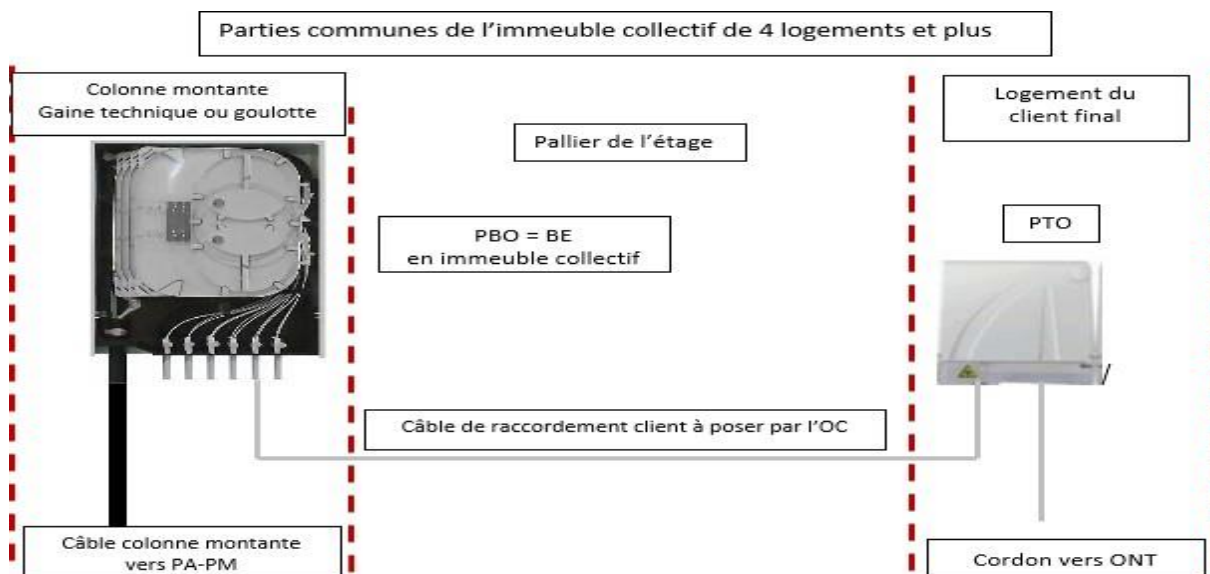 Parties communes de l'immeuble collectif de 4 logements et plus
Colonne montante
Gaine technique ou goulotte
Logement du
client final
Pallier de l'étage
PBO = BE
en immeuble collectif
PTO
Câble de raccordement client à poser par l'OC
Câble colonne montante
vers PA-PM
Cordon vers ONT